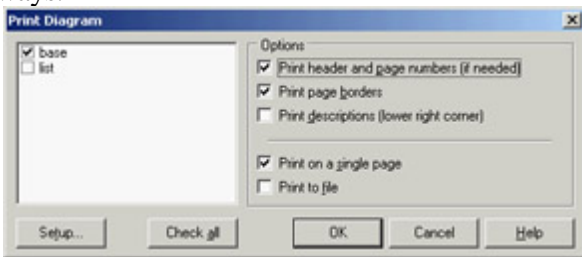 ways.
Print Diagram
base
list
Options
Print header and page numbers (if needed)
Print page borders
Print descriptions (lower right corner)
Print on a single page
Print to file
Setup... Check all OK Cancel Help